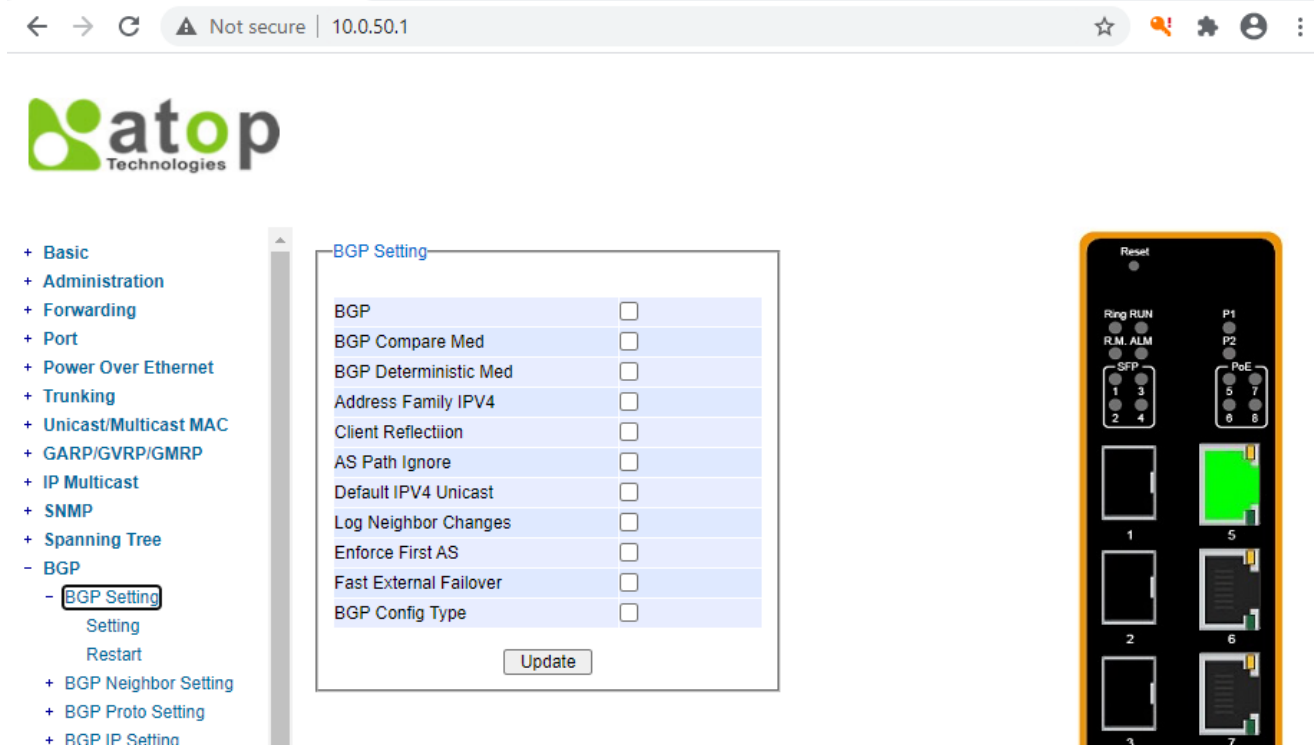 Not secure | 10.0.50.1
atop
Technologies
+ Basic
+ Administration
+ Forwarding
+ Port
+ Power Over Ethernet
+ Trunking
+ Unicast/Multicast MAC
+ GARP/GVRP/GMRP
+ IP Multicast
+ SNMP
+ Spanning Tree
- BGP
- BGP Setting
Setting
Restart
+ BGP Neighbor Setting
+ BGP Proto Setting
+ BGP IP Setting
BGP Setting
BGP
BGP Compare Med
BGP Deterministic Med
Address Family IPV4
Client Reflectiion
AS Path Ignore
Default IPV4 Unicast
Log Neighbor Changes
Enforce First AS
Fast External Failover
BGP Config Type
Update
Reset
Ring RUN P1
R.M. ALM P2
SFP PoE
1 3 5 7
2 4 6 8
1 5
2 6
3 7